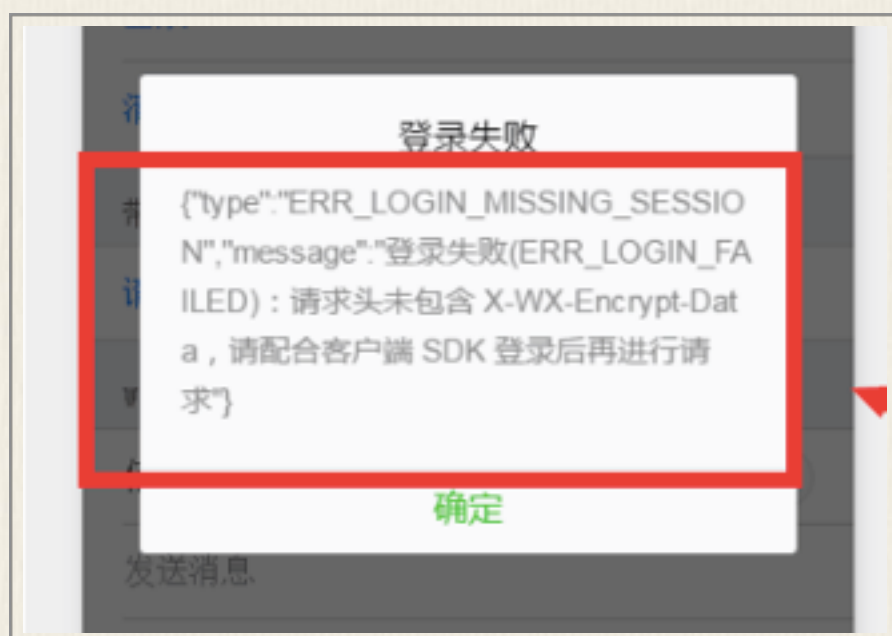 登录失败
{"type":"ERR_LOGIN_MISSING_SESSIO
N","message":"登录失败(ERR_LOGIN_FA
ILED)：请求头未包含 X-WX-Encrypt-Dat
a，请配合客户端 SDK 登录后再进行请
求"}
确定
发送消息